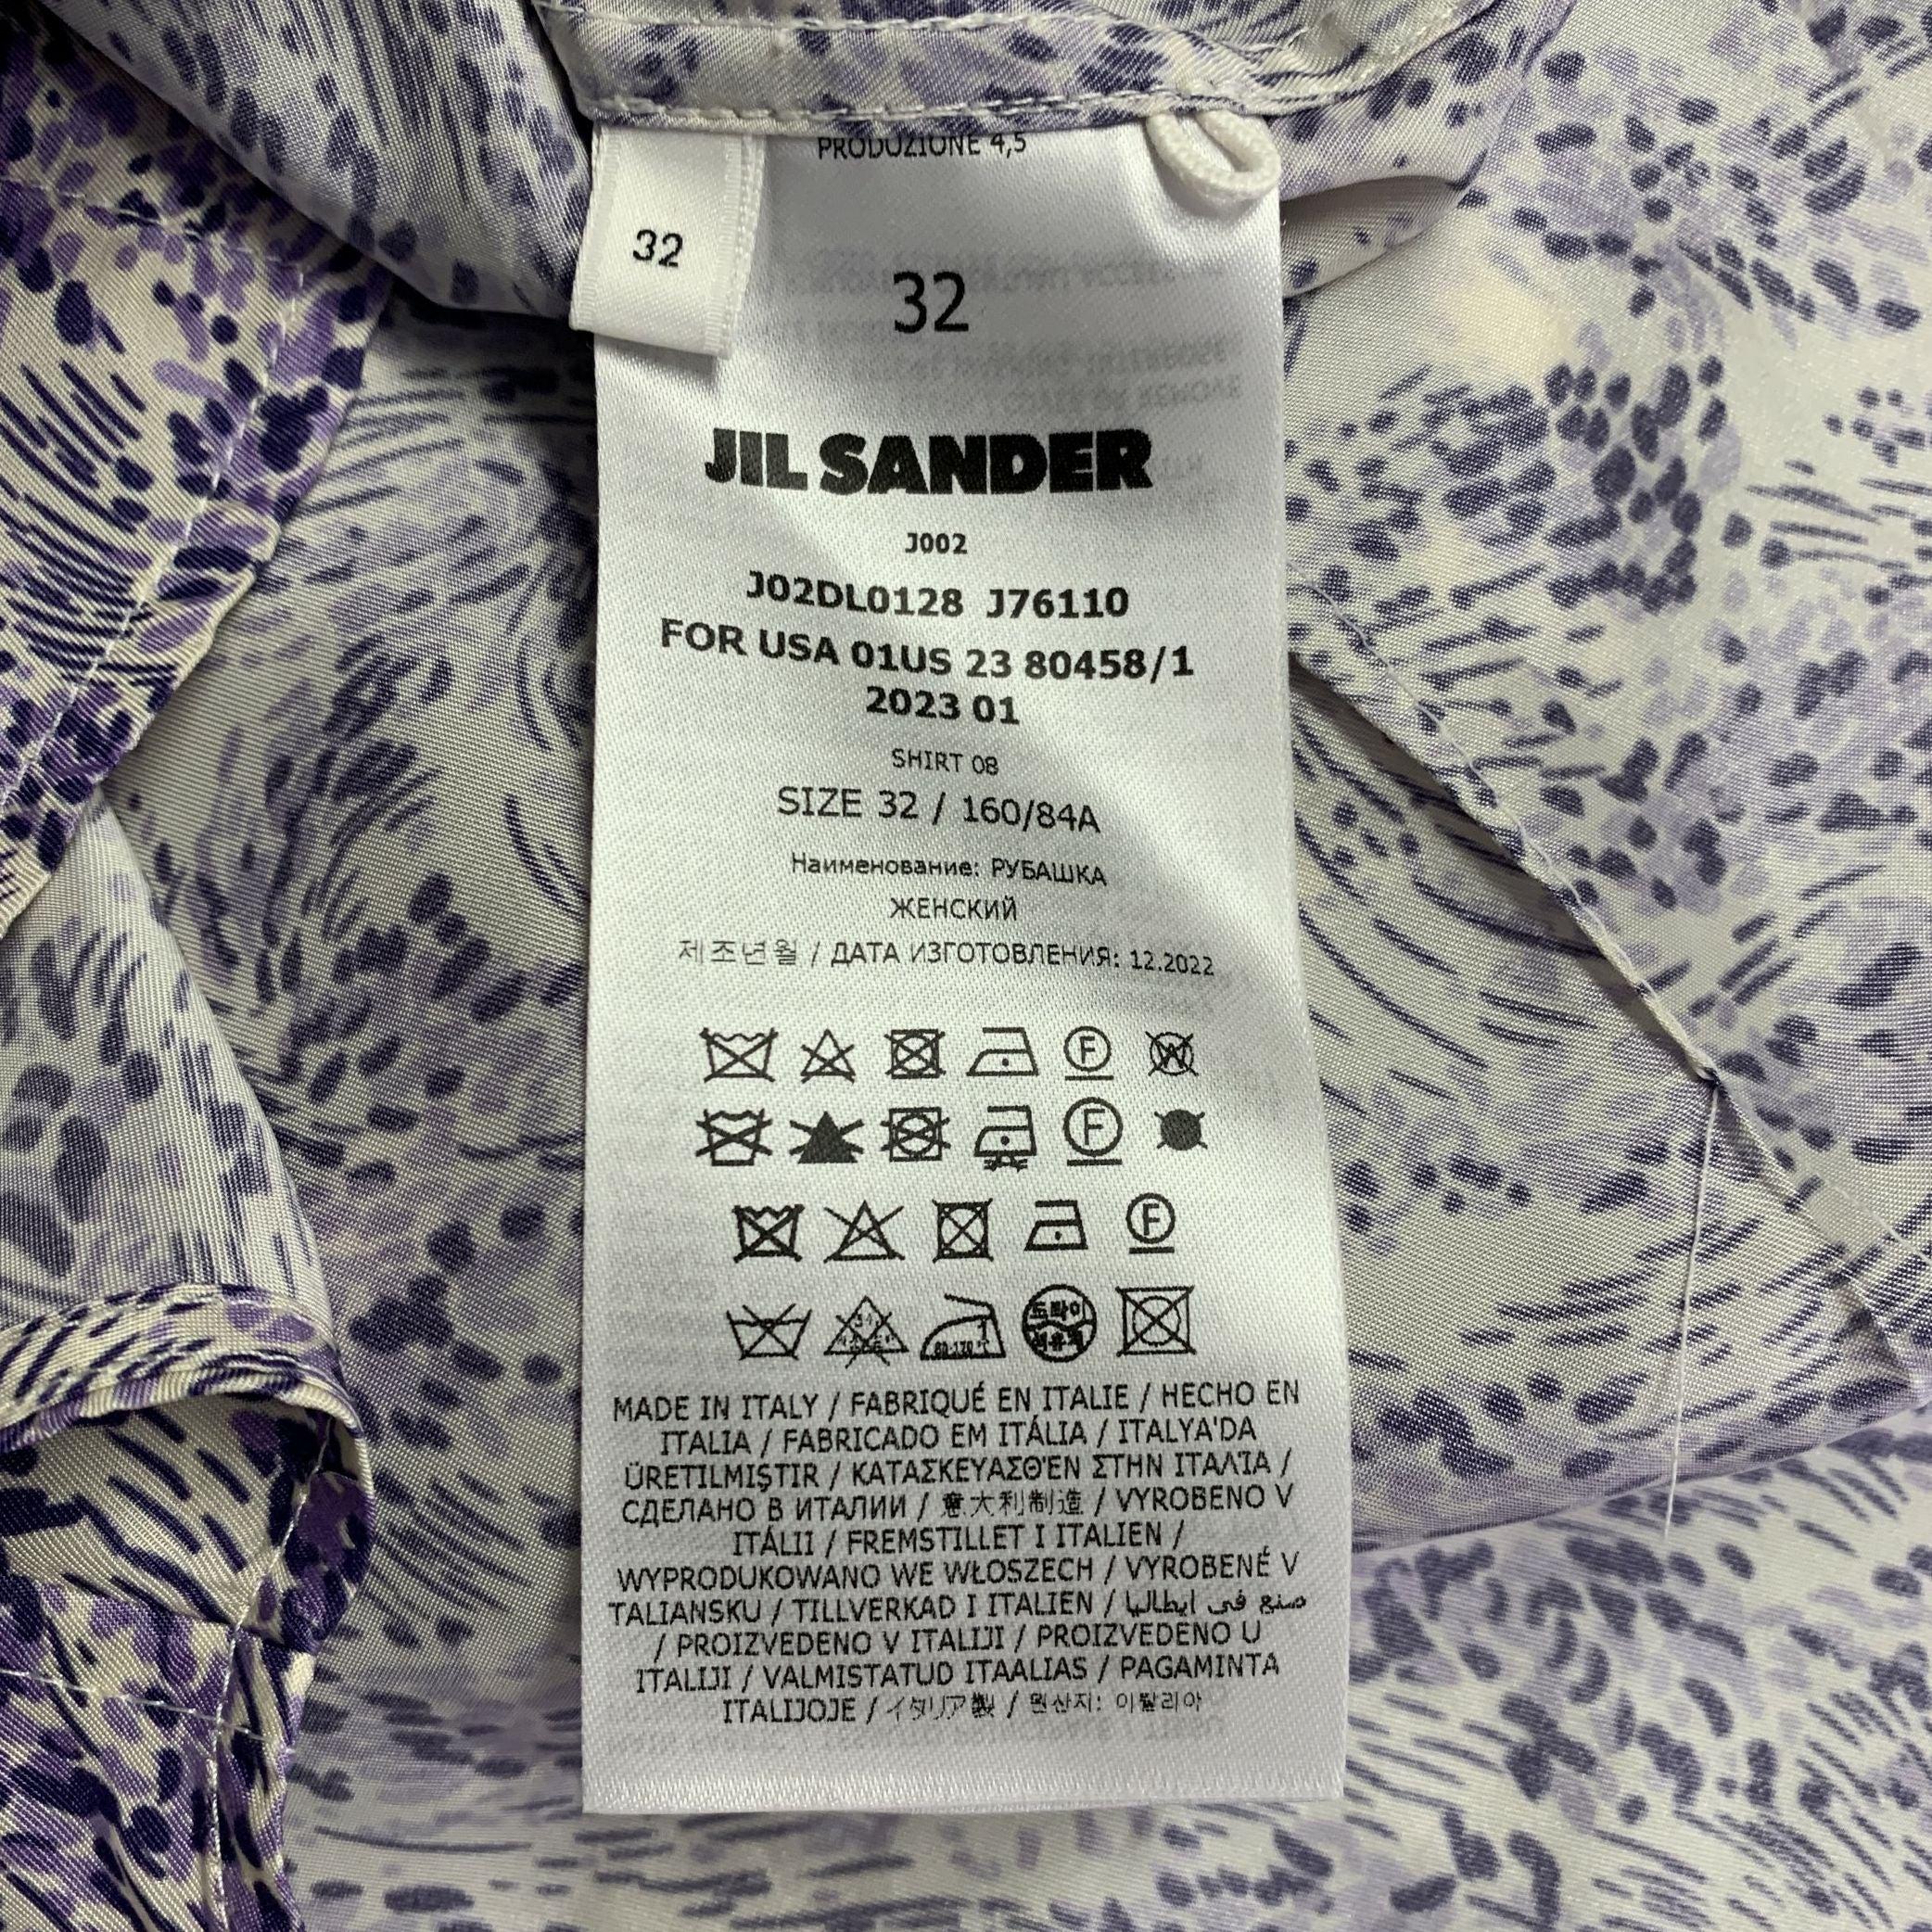 PRODUZIONE 4,5
32
32
JIL SANDER
J002
J02DL0128 J76110
FOR USA 01US 23 80458/1
2023 01
SHIRT 08
SIZE 32 / 160/84A
Наименование: РУБАШКА
ЖЕНСКИЙ
제조년월 / ДАТА ИЗГОТОВЛЕНИЯ: 12.2022
F W
F
F
드라이
MADE IN ITALY / FABRIQUÉ EN ITALIE / HECHO EN
ITALIA / FABRICADO EM ITÁLIA / ITALYA'DA
ÜRETILMIŞTIR / ΚΑΤΑΣΚΕΥΑΣΘΈΝ ΣΤΗΝ ΙΤΑΛΊΑ /
СДЕЛАНО В ИТАЛИИ / 意大利制造 / VYROBENO V
ITÁLII / FREMSTILLET I ITALIEN /
WYPRODUKOWANO WE WŁOSZECH / VYROBENÉ V
TALIANSKU / TILLVERKAD I ITALIEN / صنع فى ايطاليا
/ PROIZVEDENO V ITALIJI / PROIZVEDENO U
ITALIJI / VALMISTATUD ITAALIAS / PAGAMINTA
ITALIJOJE / イタリア製 / 원산지: 이탈리아